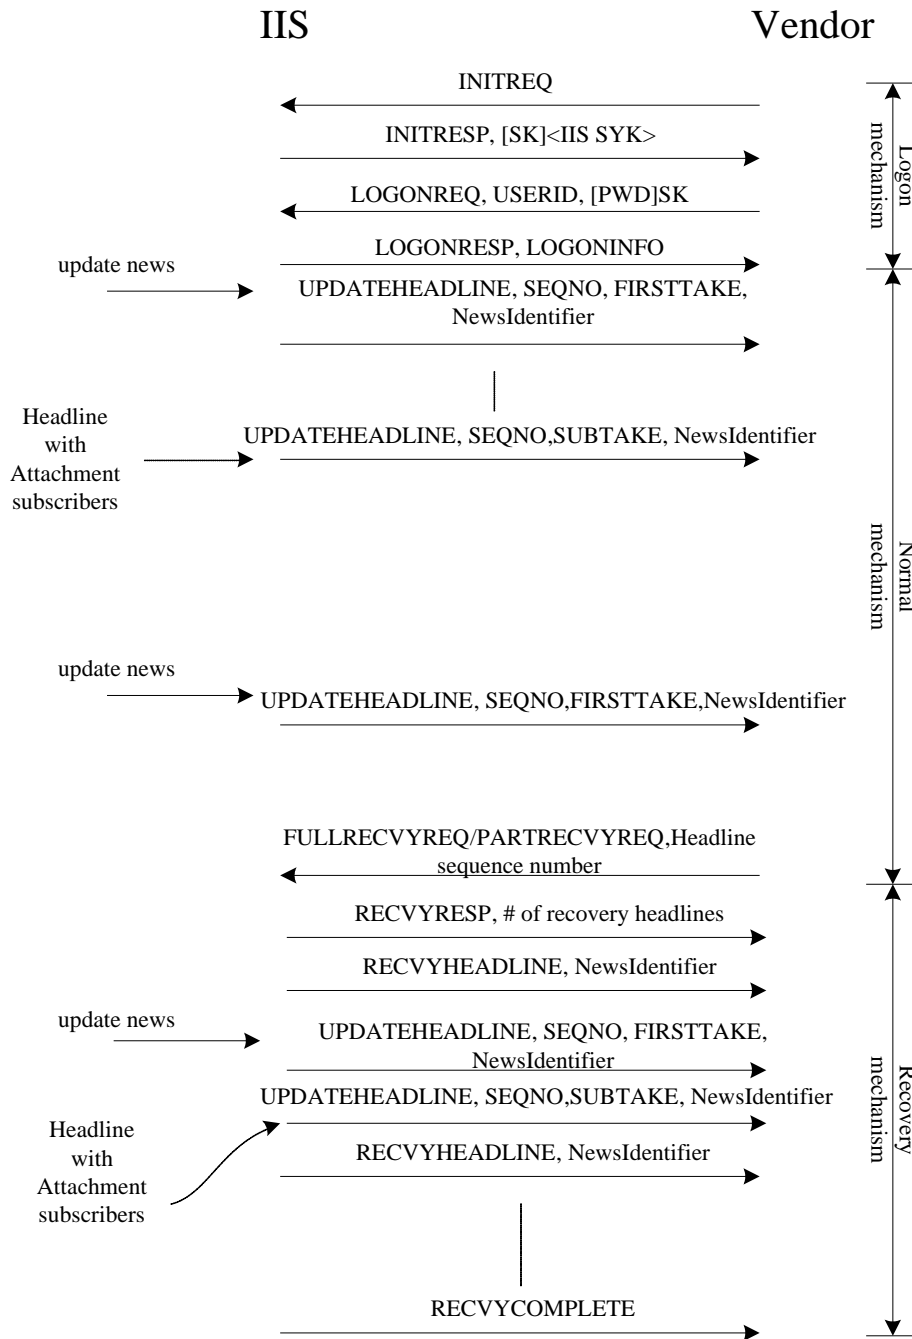 IIS
Vendor
INITREQ
INITRESP, [SK]<IIS SYK>
LOGONREQ, USERID, [PWD]SK
LOGONRESP, LOGONINFO
Logon
mechanism
update news
UPDATEHEADLINE, SEQNO, FIRSTTAKE,
NewsIdentifier
Headline
with
Attachment
subscribers
UPDATEHEADLINE, SEQNO,SUBTAKE, NewsIdentifier
Normal
mechanism
update news
UPDATEHEADLINE, SEQNO,FIRSTTAKE,NewsIdentifier
FULLRECVYREQ/PARTRECVYREQ,Headline
sequence number
RECVYRESP, # of recovery headlines
RECVYHEADLINE, NewsIdentifier
update news
UPDATEHEADLINE, SEQNO, FIRSTTAKE,
NewsIdentifier
UPDATEHEADLINE, SEQNO,SUBTAKE, NewsIdentifier
Recovery
mechanism
Headline
with
Attachment
subscribers
RECVYHEADLINE, NewsIdentifier
RECVYCOMPLETE